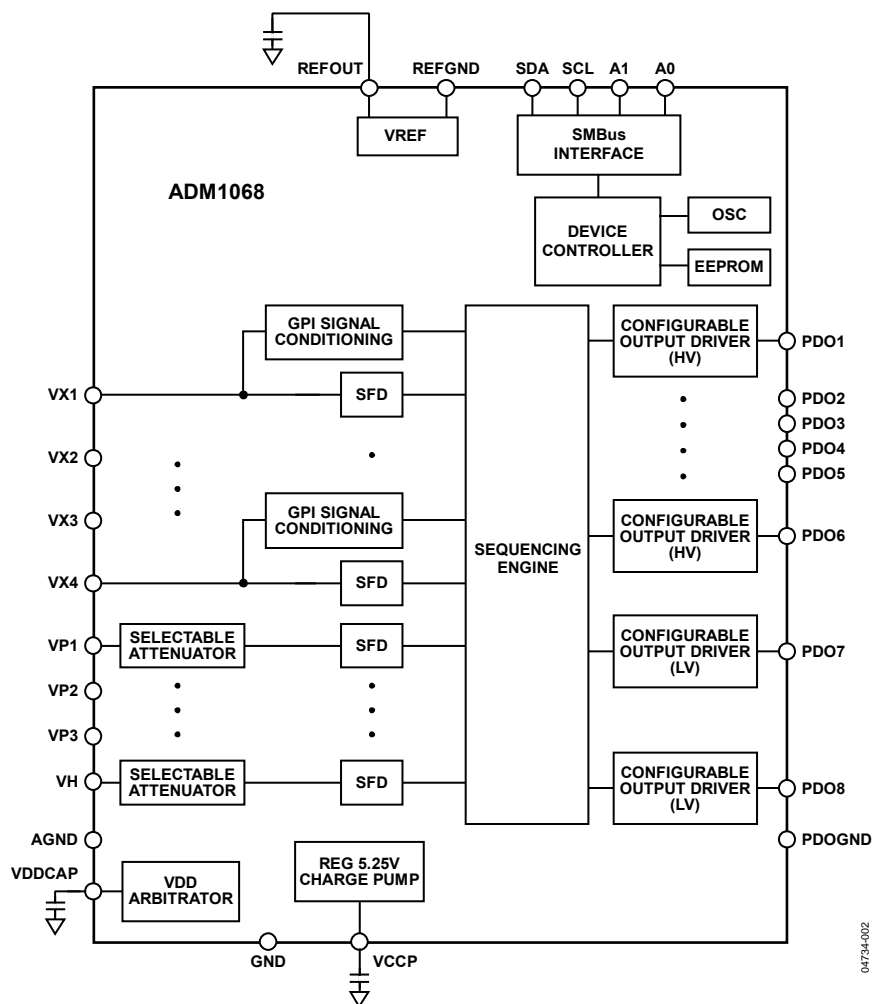 REFOUT
REFGND
SDA
SCL
A1
A0
VREF
SMBus
INTERFACE
ADM1068
DEVICE
CONTROLLER
OSC
EEPROM
GPI SIGNAL
CONDITIONING
CONFIGURABLE
OUTPUT DRIVER
(HV)
PDO1
VX1
SFD
PDO2
PDO3
PDO4
PDO5
VX2
VX3
GPI SIGNAL
CONDITIONING
SEQUENCING
ENGINE
CONFIGURABLE
OUTPUT DRIVER
(HV)
PDO6
VX4
SFD
VP1
SELECTABLE
ATTENUATOR
SFD
CONFIGURABLE
OUTPUT DRIVER
(LV)
PDO7
VP2
VP3
VH
SELECTABLE
ATTENUATOR
SFD
CONFIGURABLE
OUTPUT DRIVER
(LV)
PDO8
AGND
PDOGND
VDDCAP
VDD
ARBITRATOR
REG 5.25V
CHARGE PUMP
GND
VCCP
04734-002